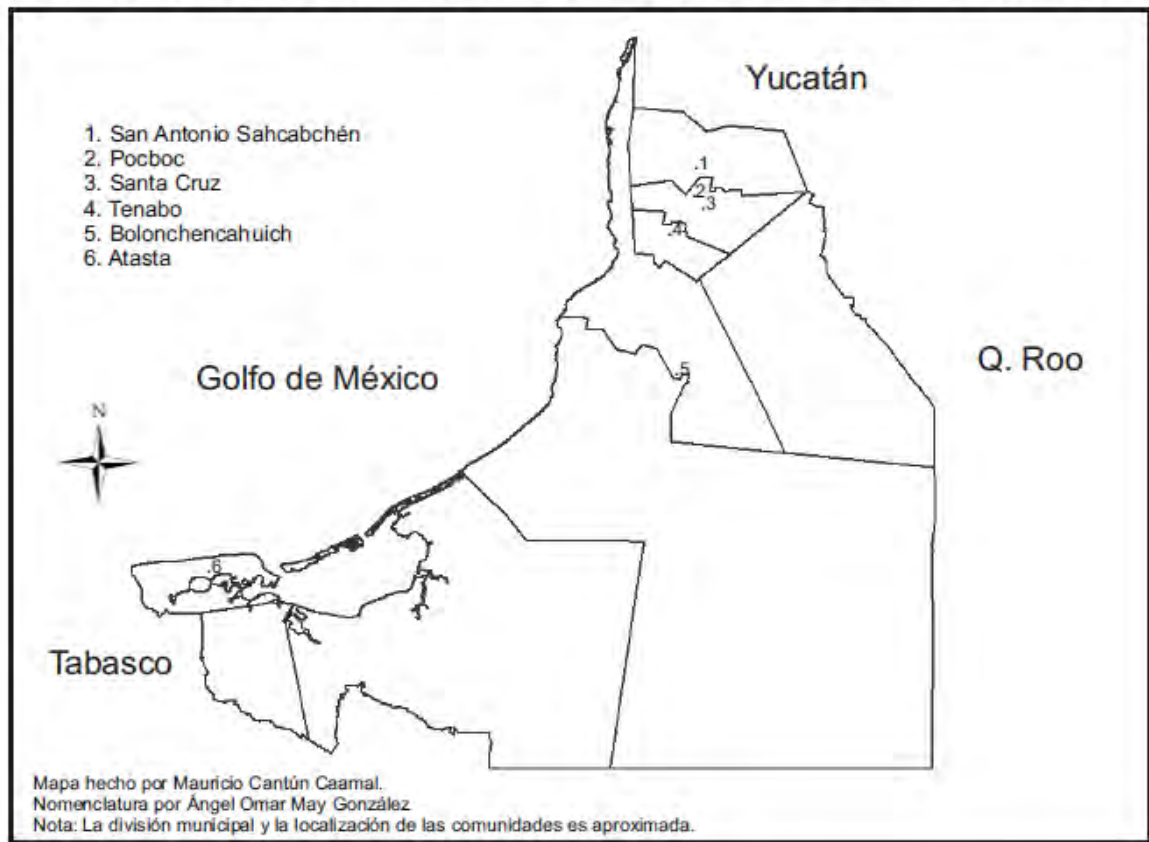 Yucatán
1. San Antonio Sahcabchén
2. Pocboc
3. Santa Cruz
4. Tenabo
5. Bolonchencahuich
6. Atasta
.1
2
.3
.4
.5
Golfo de México
Q. Roo
N
.6
Tabasco
Mapa hecho por Mauricio Cantún Caamal.
Nomenclatura por Ángel Omar May González
Nota: La división municipal y la localización de las comunidades es aproximada.